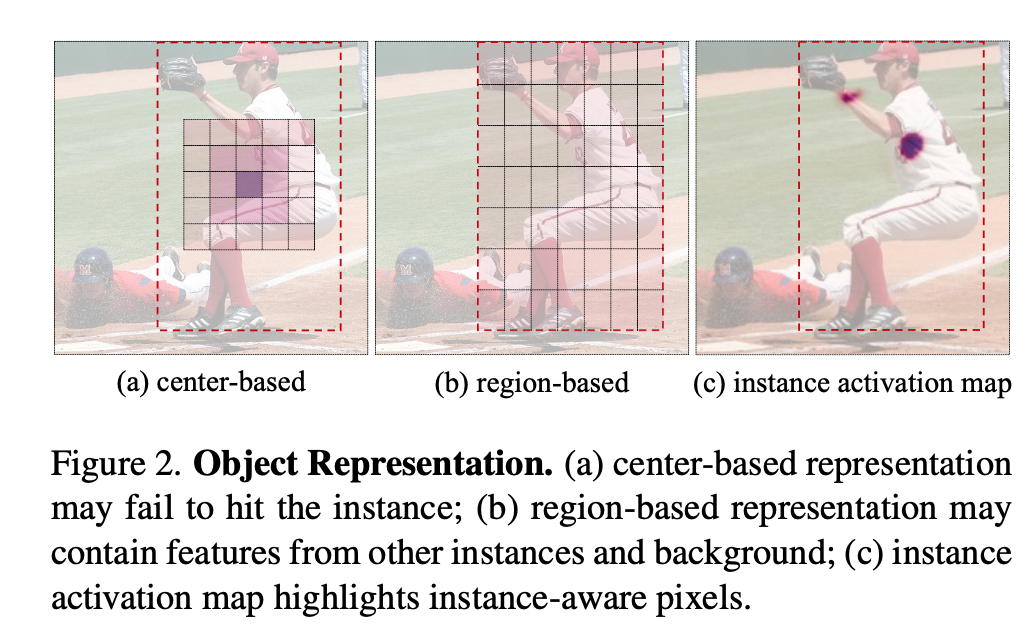 (a) center-based
(b) region-based
(c) instance activation map
Figure 2. Object Representation. (a) center-based representation
may fail to hit the instance; (b) region-based representation may
contain features from other instances and background; (c) instance
activation map highlights instance-aware pixels.